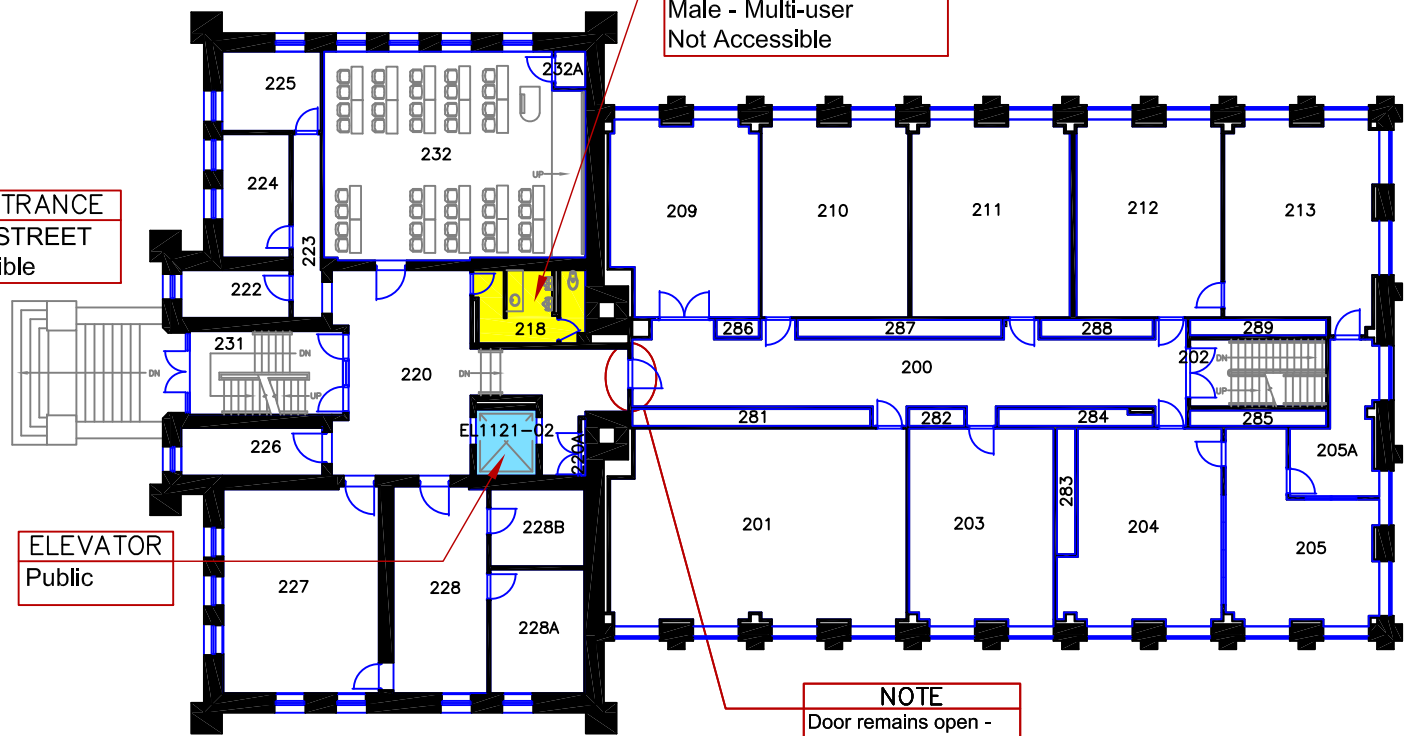 Male - Multi-user
Not Accessible
232A
225
232
UP
224
TRANCE
STREET
ible
209
210
211
212
213
223
222
218
286
287
288
289
231
DN
DN
UP
220
DN
200
202
DN
UP
281
282
284
285
EL1121-02
220A
226
205A
283
228B
201
203
204
205
ELEVATOR
Public
227
228
228A
NOTE
Door remains open -